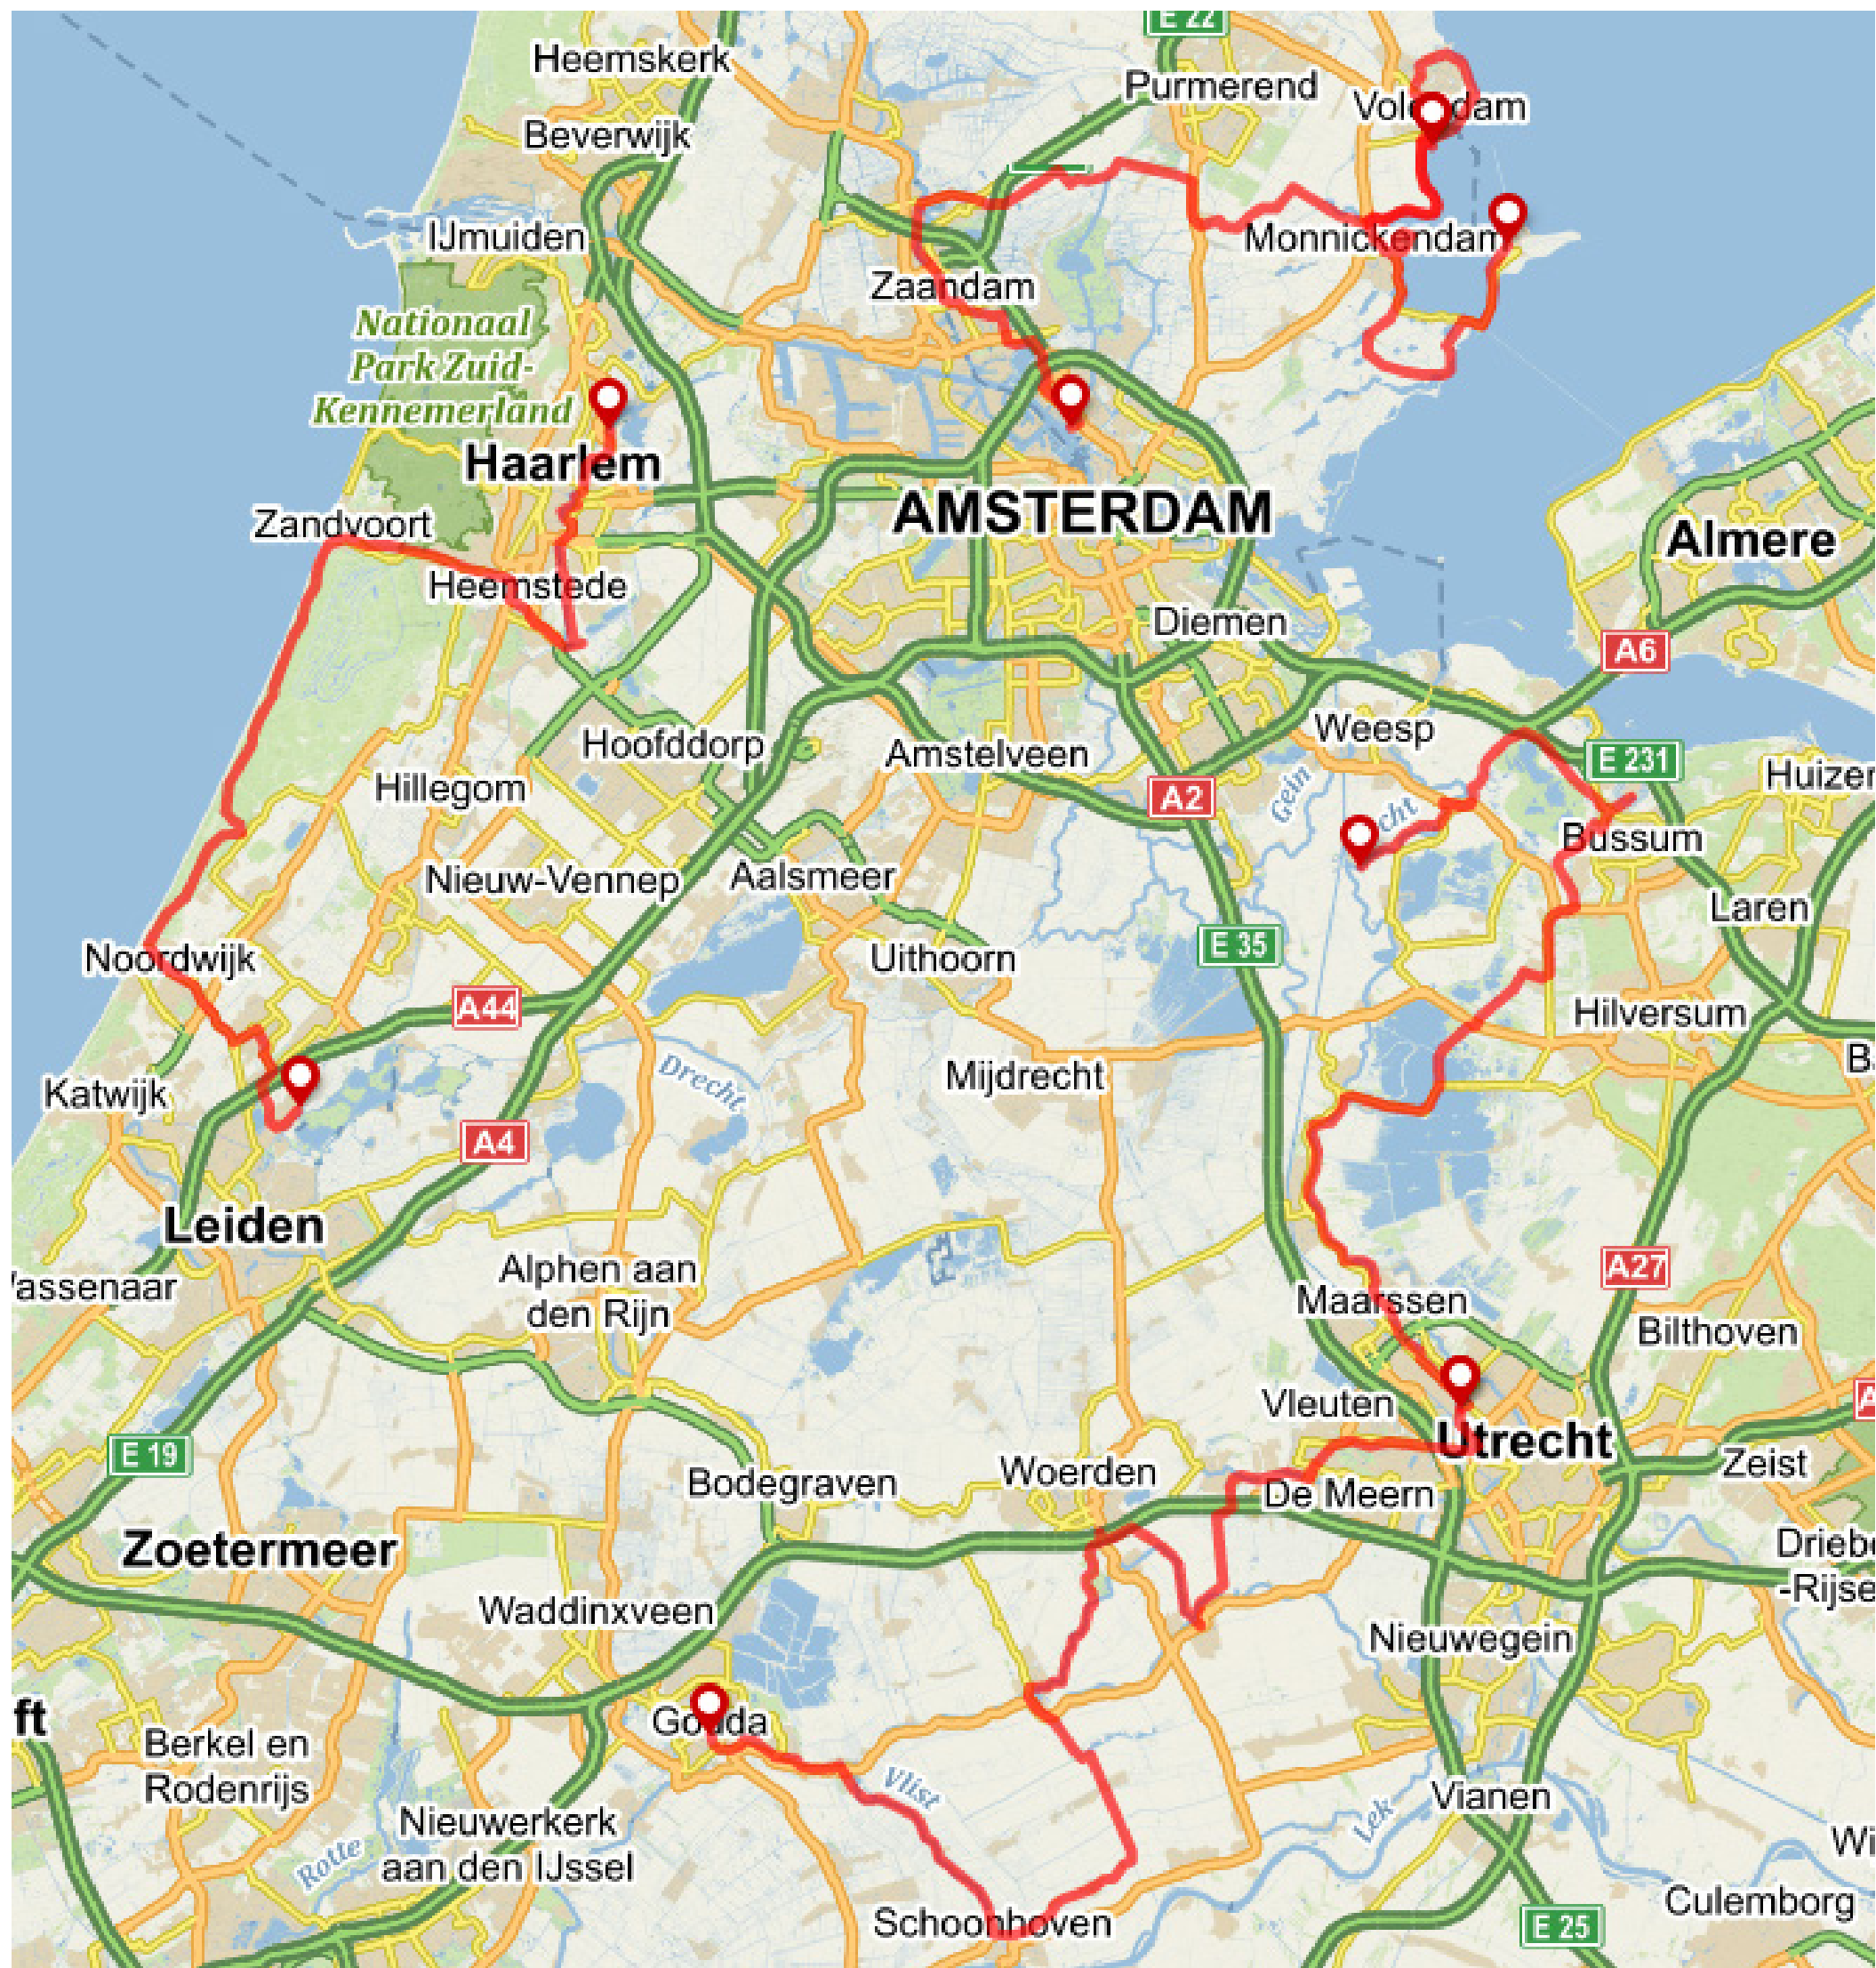 E 22
Heemskerk
Purmerend
Beverwijk
IJmuiden
Monnickendam
Zaandam
Nationaal
Park Zuid-
Kennemerland
Haarlem
AMSTERDAM
Zandvoort
Almere
Heemstede
Diemen
A6
Weesp
Hoofddorp
Amstelveen
E 231
Hillegom
A2
Gein
Bussum
Nieuw-Vennep
Aalsmeer
Laren
Noordwijk
Uithoorn
E 35
A44
Hilversum
Katwijk
Drecht
Mijdrecht
A4
Leiden
Alphen aan
den Rijn
A27
Maarssen
Bilthoven
Vleuten
Utrecht
E 19
Bodegraven
Woerden
Zeist
De Meern
Zoetermeer
Waddinxveen
Nieuwegein
ft
Gouda
Berkel en
Rodenrijs
Vlist
Vianen
Lek
Nieuwerkerk
aan den IJssel
Rotte
Schoonhoven
Culemborg
E 25